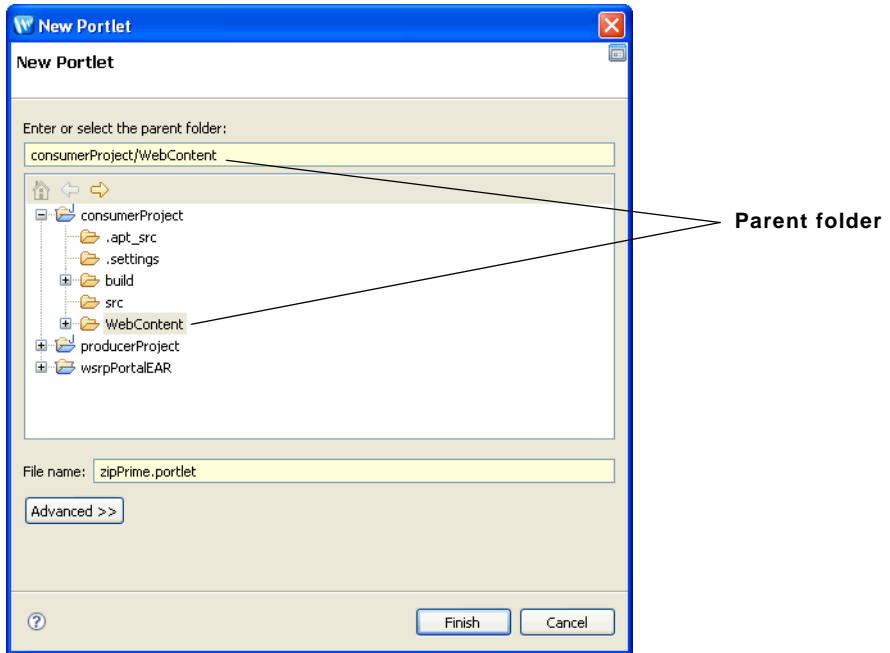 New Portlet
New Portlet
Enter or select the parent folder:
consumerProject/WebContent
Parent folder
consumerProject
.apt_src
.settings
build
src
WebContent
producerProject
wsrpPortalEAR
File name: zipPrime.portlet
Advanced >>
Finish Cancel